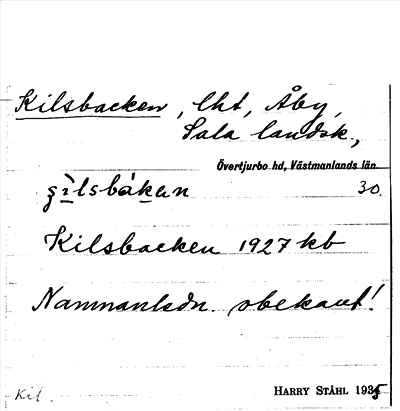 Kilsbacken, lht, Åby,
Sala landsk.,
Övertjurbo hd, Västmanlands län.
30.
Kilsbacken 1927 kb
Namnanledn. obekant!
Kil.
HARRY STÅHL 1935